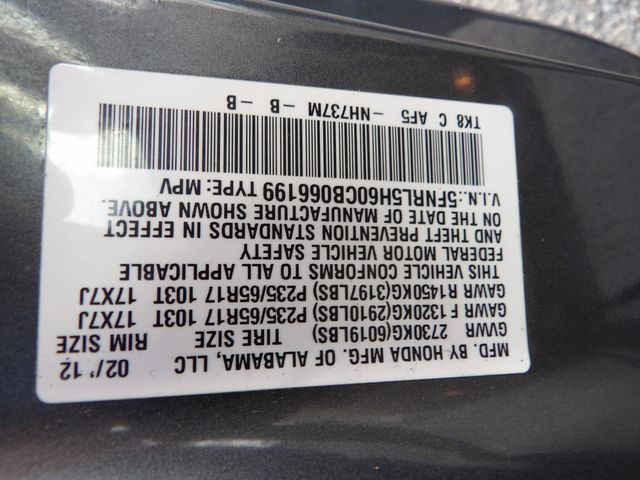 MFD. BY HONDA MFG. OF ALABAMA, LLC 02/'12
GVWR 2730KG(6019LBS) TIRE SIZE RIM SIZE
GAWR F 1320KG(2910LBS) P235/65R17 103T 17X7J
GAWR R1450KG(3197LBS) P235/65R17 103T 17X7J
THIS VEHICLE CONFORMS TO ALL APPLICABLE
FEDERAL MOTOR VEHICLE SAFETY
AND THEFT PREVENTION STANDARDS IN EFFECT
ON THE DATE OF MANUFACTURE SHOWN ABOVE.
V.I.N.:5FNRL5H60CB066199 TYPE: MPV
TK8 C AF5 -NH737M -B -B